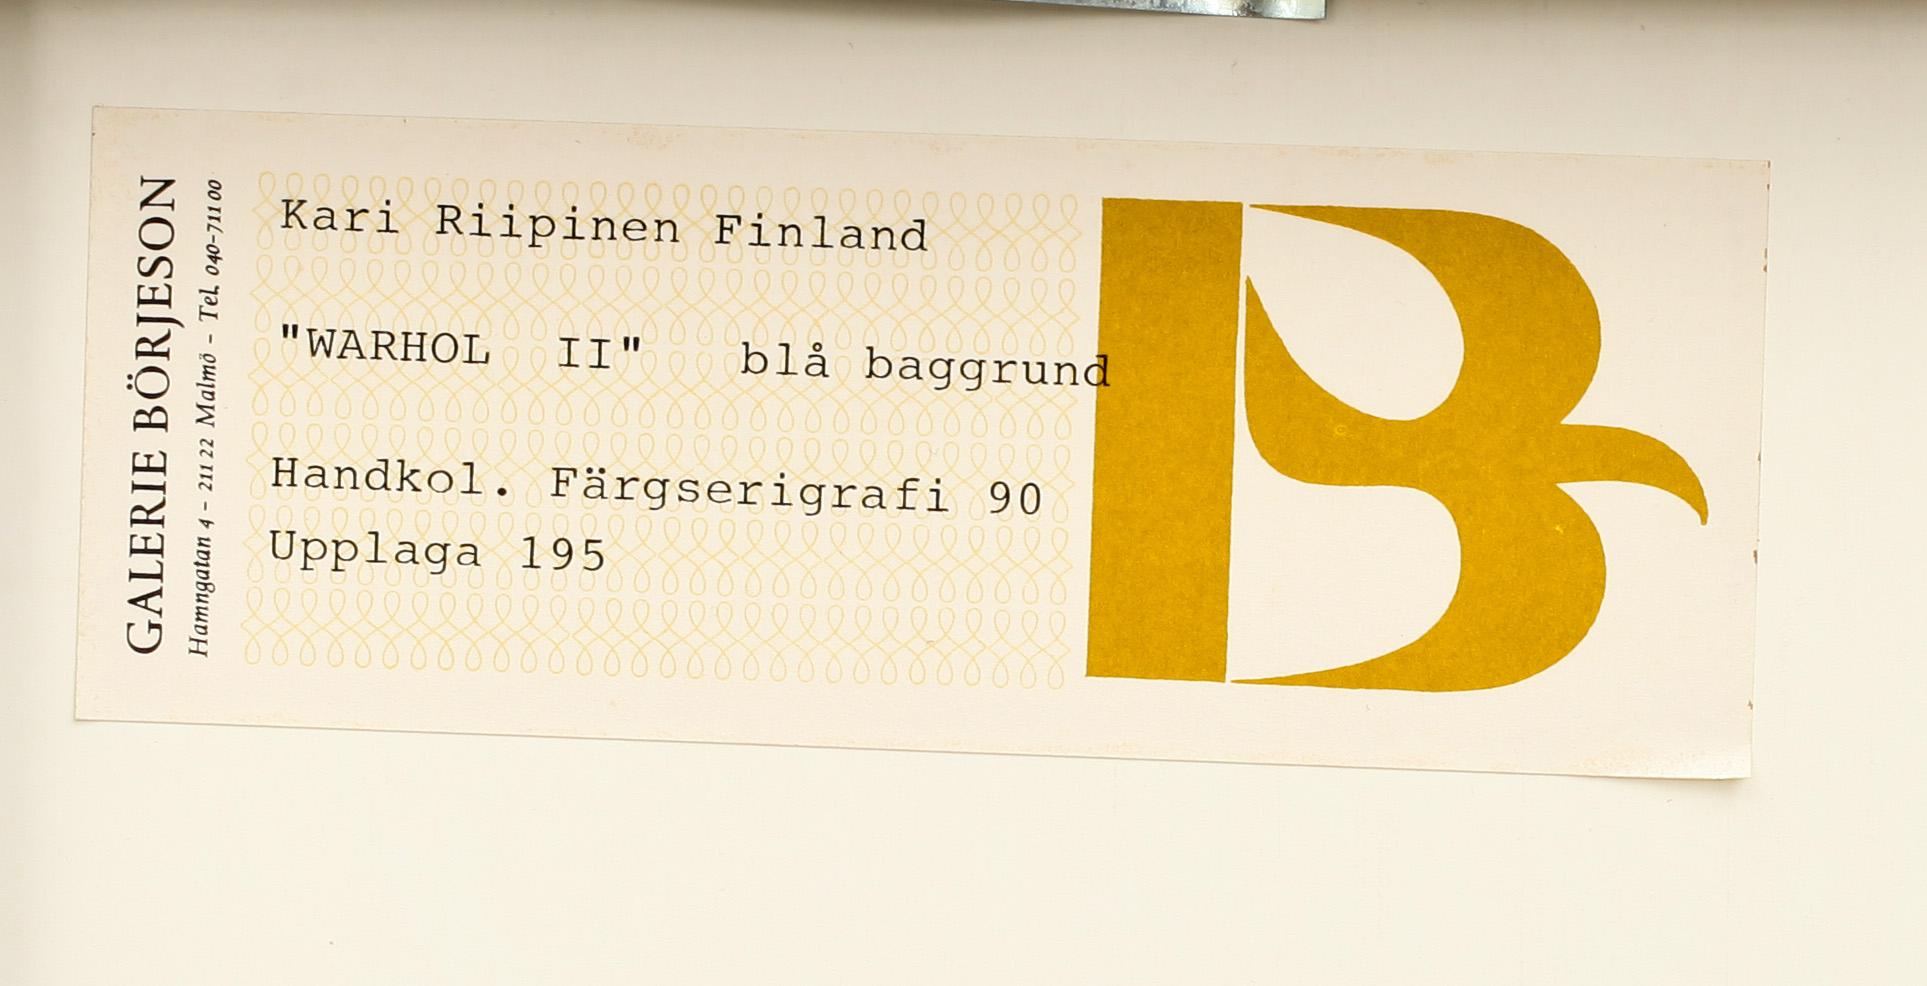 GALERIE BÖRJESON
Hamngatan 4 – 211 22 Malmö – Tel. 040-711 00
Kari Riipinen Finland
"WARHOL II" blå baggrund
Handkol. Färgserigrafi 90
Upplaga 195
B